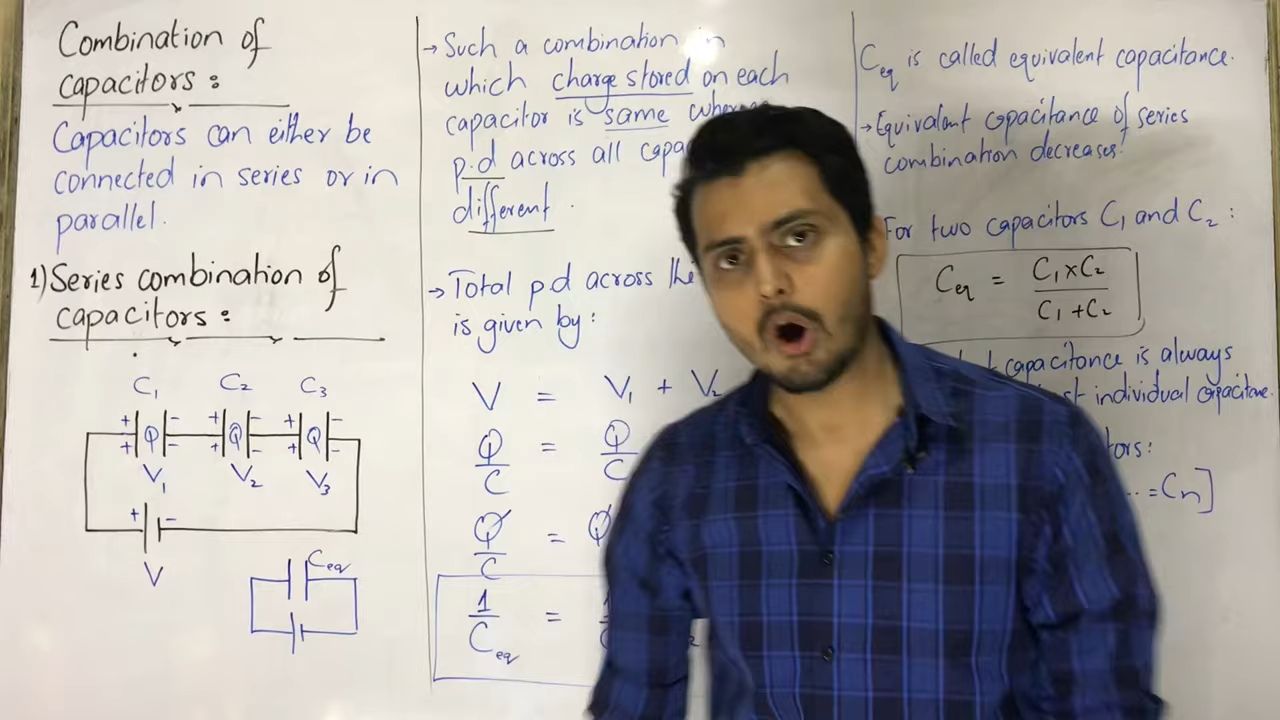 Combination of
capacitors :
Capacitors can either be
connected in series or in
parallel.
1) Series combination of
capacitors :
C₁ C₂ C₃
+ - + - + -
Q Q Q
+ - + - + -
V₁ V₂ V₃
+ -
V
Ceq
→ Such a combination in
which charge stored on each
capacitor is same
p.d across all
different .
→ Total p.d across the
is given by :
V = V₁ + V₂
Q/C = Q/C
Q/C = Q
1/Ceq =
Ceq is called equivalent capacitance.
→ Equivalent capacitance of series
combination decreases.
For two capacitors C₁ and C₂ :
Ceq = C₁×C₂ / C₁+C₂
capacitance is always
individual capacitance.
... = Cn]